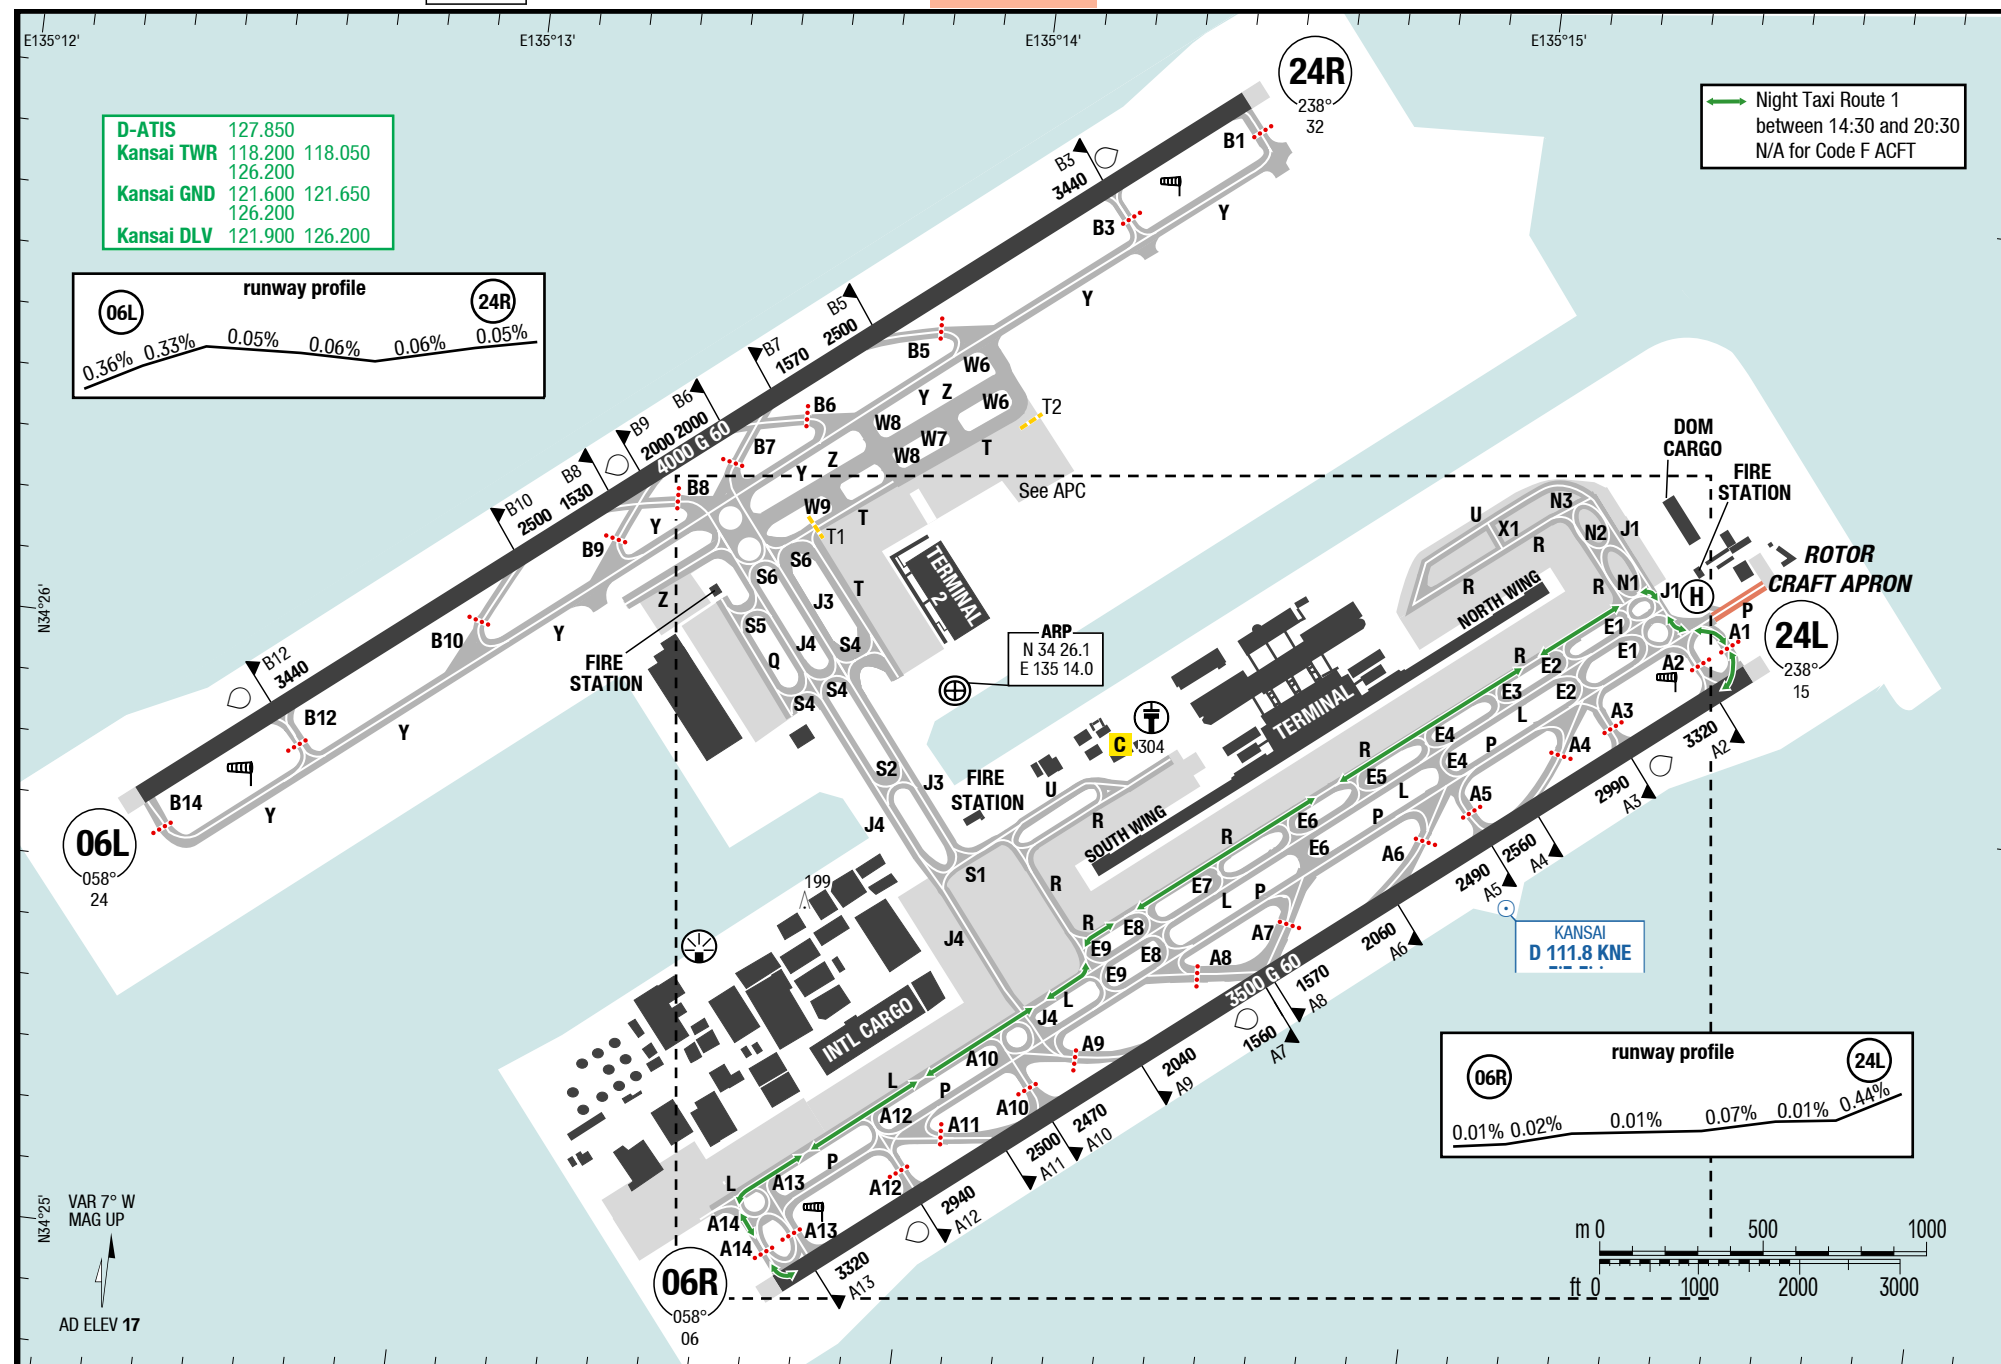 E135°12'
E135°13'
E135°14'
E135°15'
24R
238°
32
Night Taxi Route 1
between 14:30 and 20:30
N/A for Code F ACFT
D-ATIS 127.850
Kansai TWR 118.200 118.050
126.200
Kansai GND 121.600 121.650
126.200
Kansai DLV 121.900 126.200
B1
B3
3440
B3
Y
Y
runway profile
06L
24R
0.36%
0.33%
0.05%
0.06%
0.06%
0.05%
B5
2500
B7
1570
B5
W6
B6
2000
B9
2000
4000 G 60
B8
1530
B10
2500
B6
Y
Z
W6
T2
W8
W7
W8
T
B7
Z
Y
See APC
B8
W9
T
T1
Y
B9
DOM
CARGO
FIRE
STATION
U
N3
X1
N2
J1
R
R
R
N1
J1
H
ROTOR
CRAFT APRON
P
A1
24L
238°
15
N34°26'
S6
S6
J3
T
TERMINAL
2
Z
S5
J4
S4
Q
B10
Y
FIRE
STATION
S4
S4
ARP
N 34 26.1
E 135 14.0
NORTH WING
E1
E1
R
E2
A2
E3
E2
L
B12
3440
B12
Y
TERMINAL
C
304
E4
P
A3
A4
3320
A2
R
E5
E4
L
2990
A3
S2
J3
FIRE
STATION
U
R
SOUTH WING
B14
Y
06L
058°
24
J4
A5
P
E6
E6
A6
R
2560
A4
2490
A5
S1
R
E7
L
P
199
J4
R
E8
E9
E8
E9
A7
A8
2060
A6
KANSAI
D 111.8 KNE
3500 G 60
1570
A8
1560
A7
L
J4
INTL CARGO
A9
2040
A9
A10
L
P
A12
A10
A11
2470
A10
2500
A11
runway profile
06R
24L
0.01%
0.02%
0.01%
0.07%
0.01%
0.44%
P
L
A13
A12
2940
A12
N34°25'
VAR 7° W
MAG UP
A14
A14
A13
06R
058°
06
3320
A13
m 0 500 1000
ft 0 1000 2000 3000
AD ELEV 17